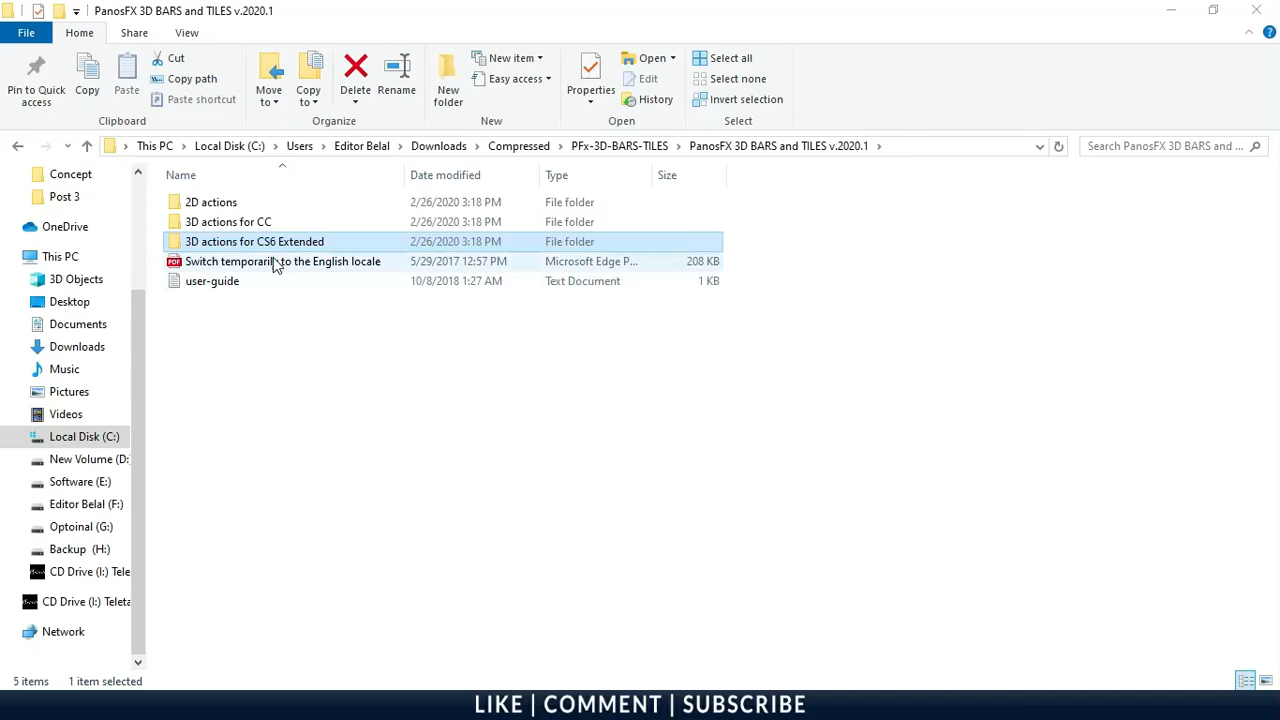 PanosFX 3D BARS and TILES v.2020.1
File Home Share View
Pin to Quick access
Copy
Paste
Cut
Copy path
Paste shortcut
Clipboard
Move to
Copy to
Delete
Rename
Organize
New folder
New item
Easy access
New
Properties
Open
Edit
History
Open
Select all
Select none
Invert selection
Select
This PC > Local Disk (C:) > Users > Editor Belal > Downloads > Compressed > PFx-3D-BARS-TILES > PanosFX 3D BARS and TILES v.2020.1 >
Search PanosFX 3D BARS and ...
Concept
Post 3
OneDrive
This PC
3D Objects
Desktop
Documents
Downloads
Music
Pictures
Videos
Local Disk (C:)
New Volume (D:
Software (E:)
Editor Belal (F:)
Optoinal (G:)
Backup (H:)
CD Drive (I:) Tele
CD Drive (I:) Teleta
Network
Name Date modified Type Size
2D actions 2/26/2020 3:18 PM File folder
3D actions for CC 2/26/2020 3:18 PM File folder
3D actions for CS6 Extended 2/26/2020 3:18 PM File folder
Switch temporarily to the English locale 5/29/2017 12:57 PM Microsoft Edge P... 208 KB
user-guide 10/8/2018 1:27 AM Text Document 1 KB
5 items 1 item selected
LIKE | COMMENT | SUBSCRIBE